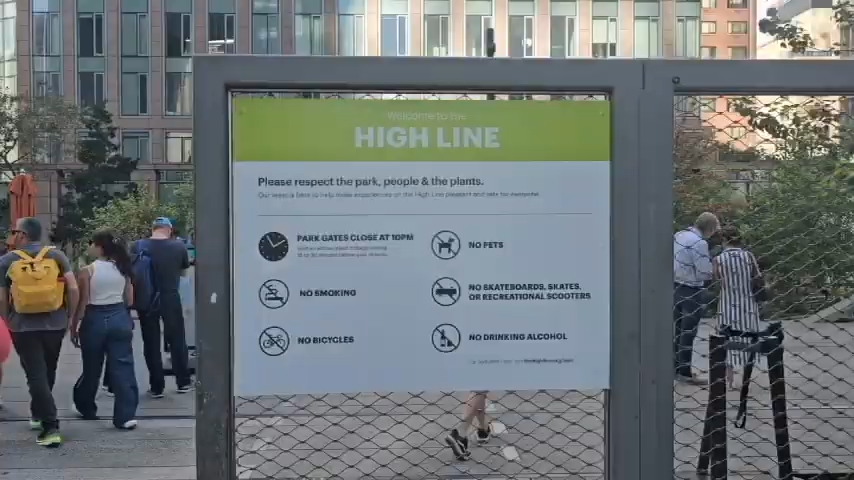 Welcome to the
HIGH LINE
Please respect the park, people & the plants.
PARK GATES CLOSE AT 10PM
NO SMOKING
NO BICYCLES
NO PETS
NO SKATEBOARDS, SKATES,
OR RECREATIONAL SCOOTERS
NO DRINKING ALCOHOL